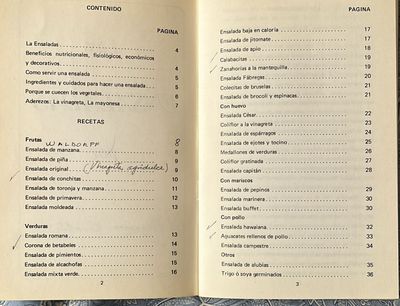 CONTENIDO
PAGINA
La Ensaladas 4
Beneficios nutricionales, fisiológicos, económicos
y decorativos. 4
Como servir una ensalada 5
Ingredientes y cuidados para hacer una ensalada. 5
Porque se cuecen los vegetales 6
Aderezos: La vinagreta, La mayonesa 7
RECETAS
Frutas WALDORFF 8
Ensalada de manzana. 8
Ensalada de piña 9
Ensalada original 9
Ensalada de conchitas 10
Ensalada de toronja y manzana 11
Ensalada de primavera 12
Ensalada moldeada 13
Verduras
Ensalada romana 13
Corona de betabeles 14
Ensalada de pimientos 15
Ensalada de alcachofas 15
Ensalada mixta verde. 16
2
PAGINA
Ensalada baja en caloría 17
Ensalada de jitomate 17
Ensalada de apio 18
Calabacitas 19
Zanahorias a la mantequilla 20
Ensalada Fábregas 21
Colecitas de bruselas 21
Ensalada de broccoli y espinacas 21
Con huevo
Ensalada César 22
Coliflor a la vinagreta 23
Ensalada de espárragos 24
Ensalada de ejotes y tocino 25
Medallones de verduras 26
Coliflor gratinada 27
Ensalada capitán 28
Con mariscos
Ensalada de pepinos 29
Ensalada marinera 30
Ensalada buffet 30
Con pollo
Ensalada hawaiana 32
Aguacates rellenos de pollo 33
Ensalada campestre 34
Otros
Ensalada de alubias 35
Trigo ó soya germinados 36
3